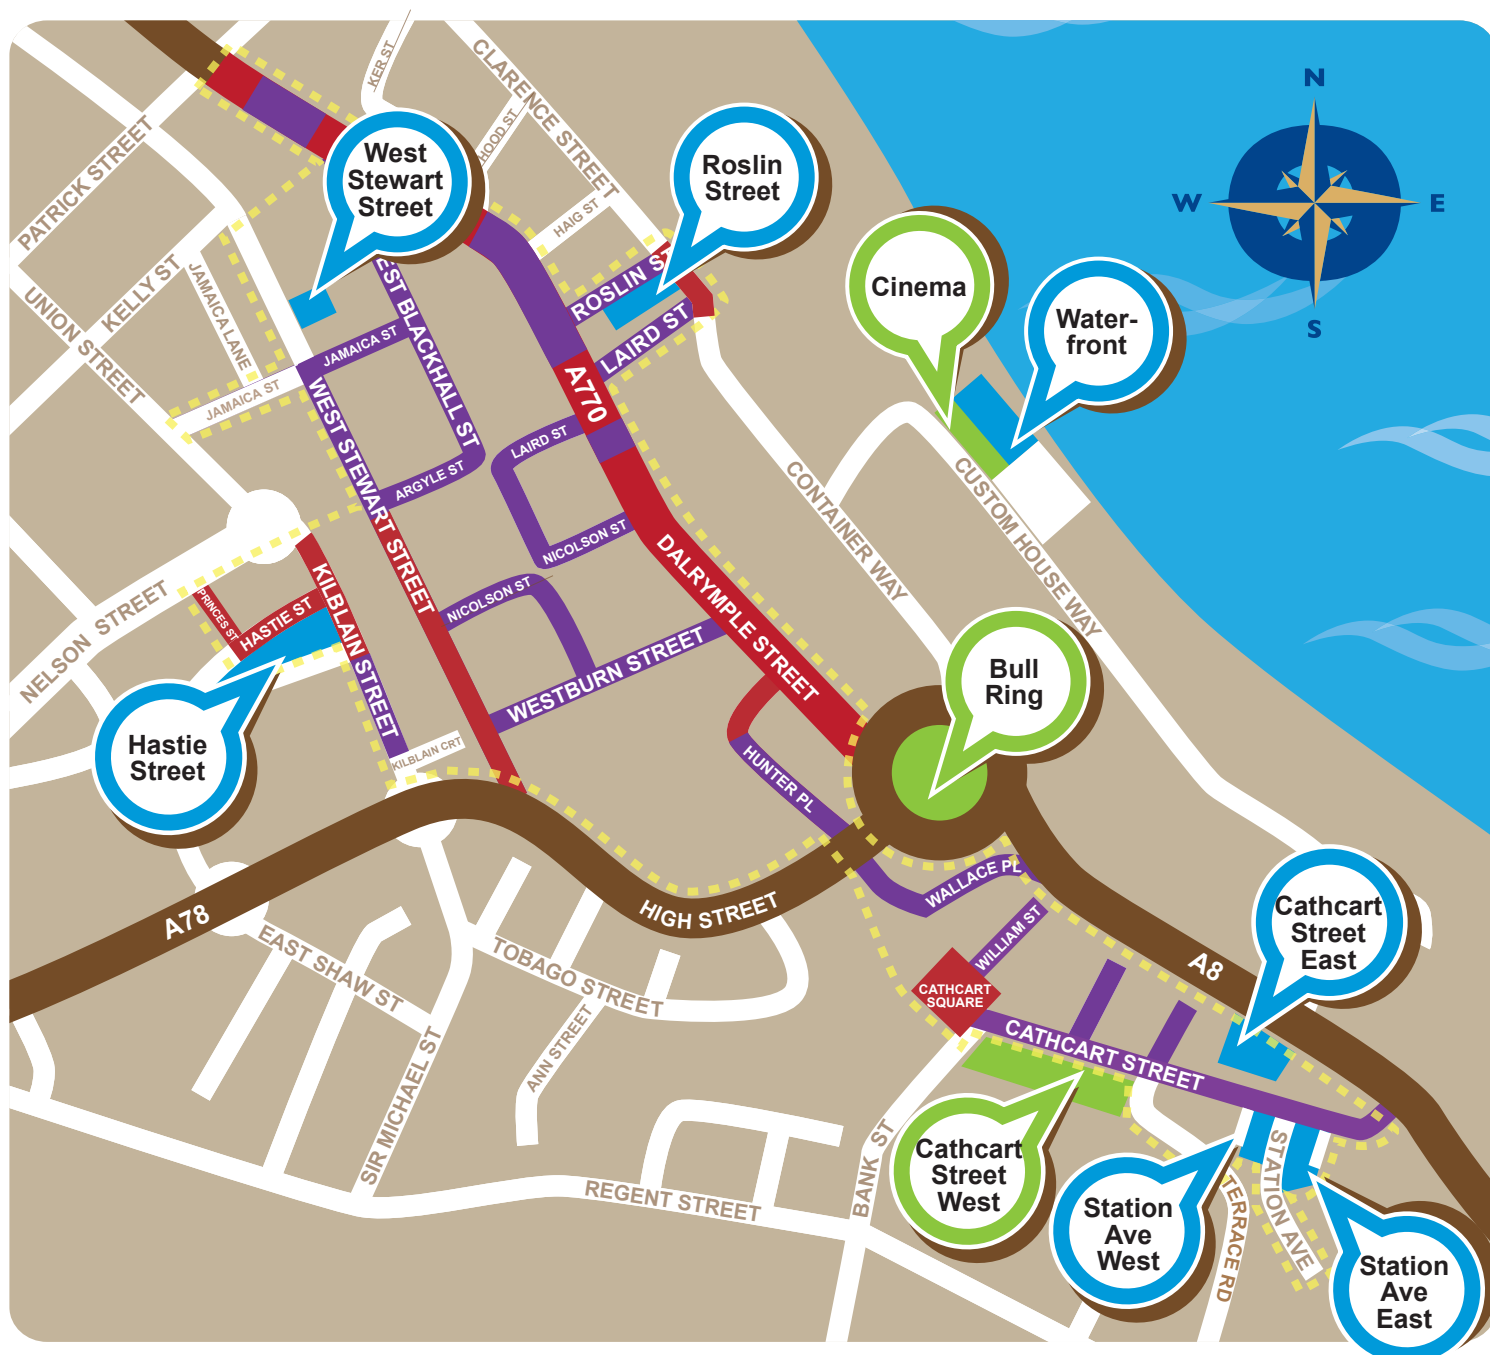 KER ST
CLARENCE STREET
HOOD ST
PATRICK STREET
West
Stewart
Street
Roslin
Street
HAIG ST
N
W
E
S
KELLY ST
JAMAICA LANE
UNION STREET
EST BLACKHALL ST
ROSLIN ST
LAIRD ST
Cinema
Water-
front
JAMAICA ST
JAMAICA ST
WEST STEWART STREET
A770
LAIRD ST
ARGYLE ST
NICOLSON ST
CONTAINER WAY
CUSTOM HOUSE WAY
NELSON STREET
PRINCES ST
HASTIE ST
KILBLAIN STREET
NICOLSON ST
DALRYMPLE STREET
WESTBURN STREET
Bull
Ring
Hastie
Street
KILBLAIN CRT
HUNTER PL
A78
HIGH STREET
WALLACE PL
WILLIAM ST
EAST SHAW ST
TOBAGO STREET
CATHCART
SQUARE
A8
Cathcart
Street
East
SIR MICHAEL ST
ANN STREET
CATHCART STREET
BANK ST
Cathcart
Street
West
STATION AVE
REGENT STREET
TERRACE RD
Station
Ave
West
Station
Ave
East